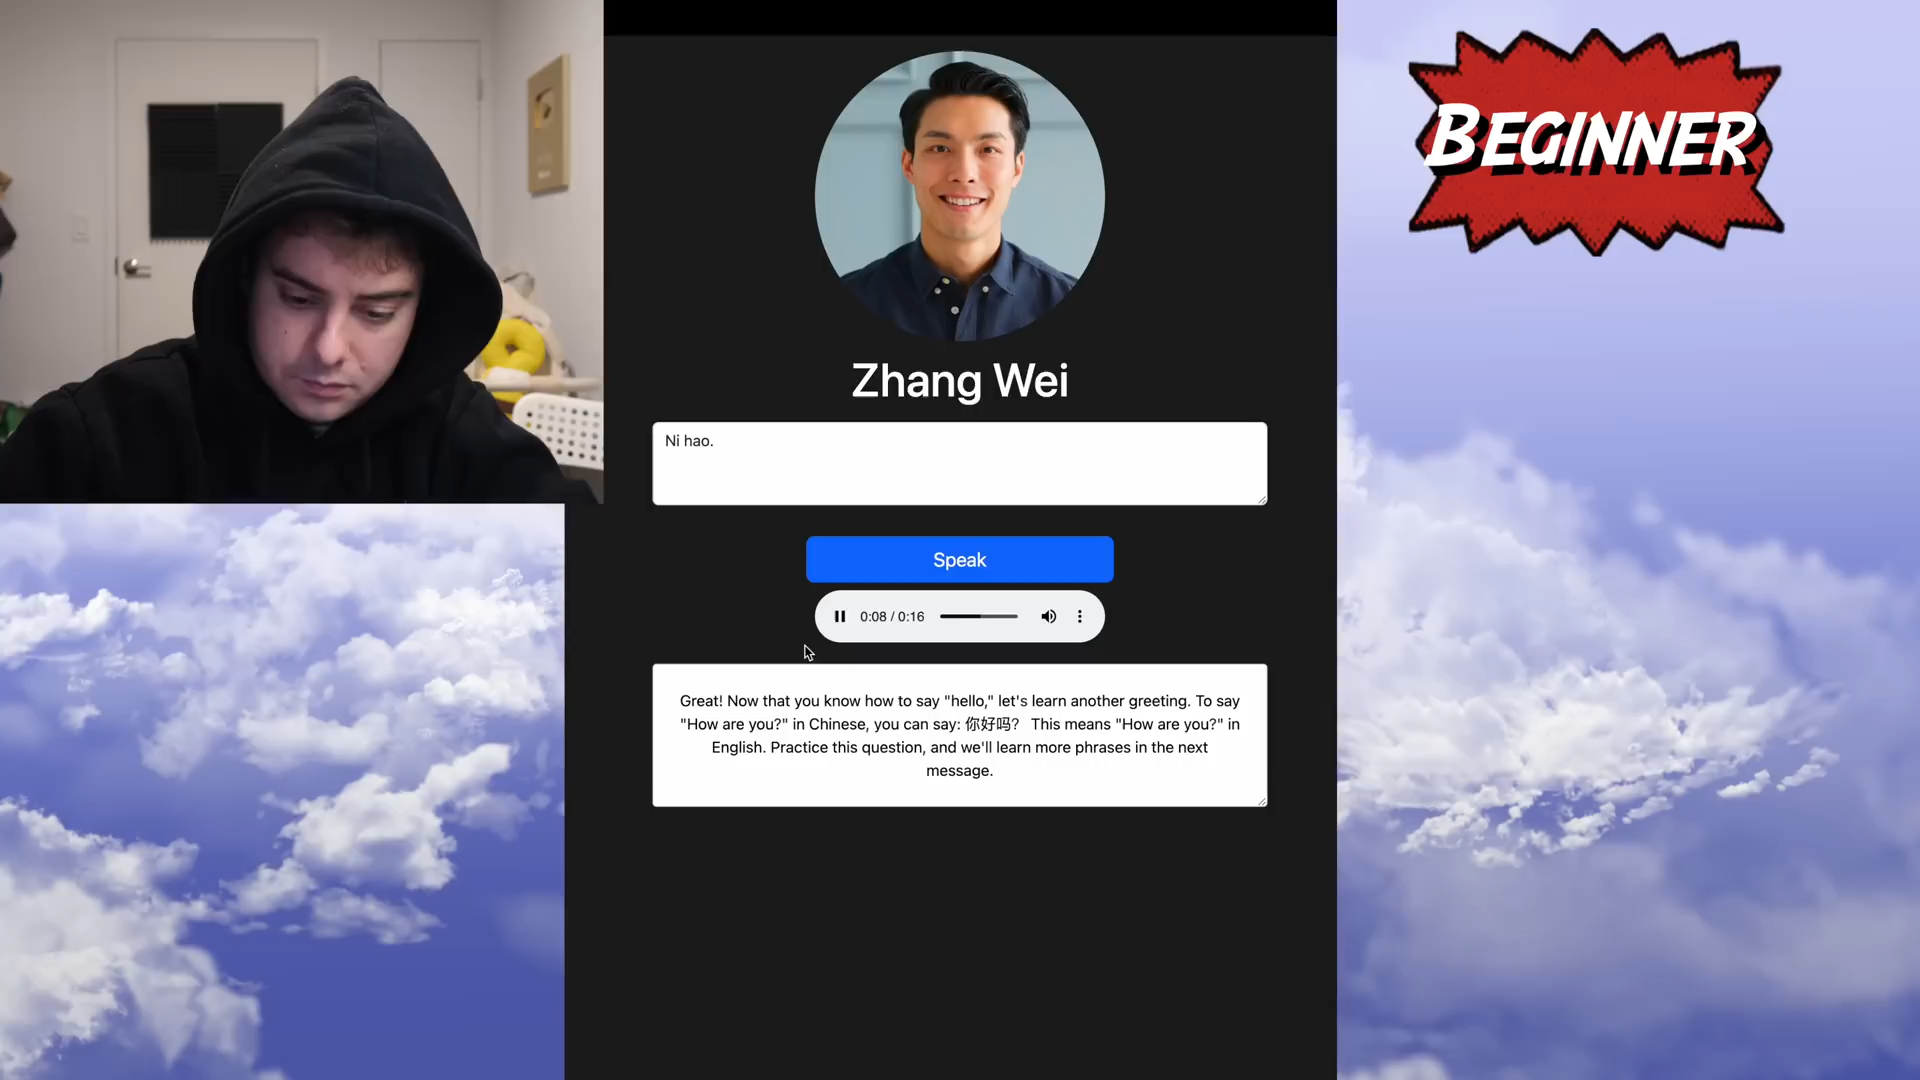 BEGINNER
Zhang Wei
Ni hao.
Speak
0:08 / 0:16
Great! Now that you know how to say "hello," let's learn another greeting. To say
"How are you?" in Chinese, you can say: 你好吗？ This means "How are you?" in
English. Practice this question, and we'll learn more phrases in the next
message.